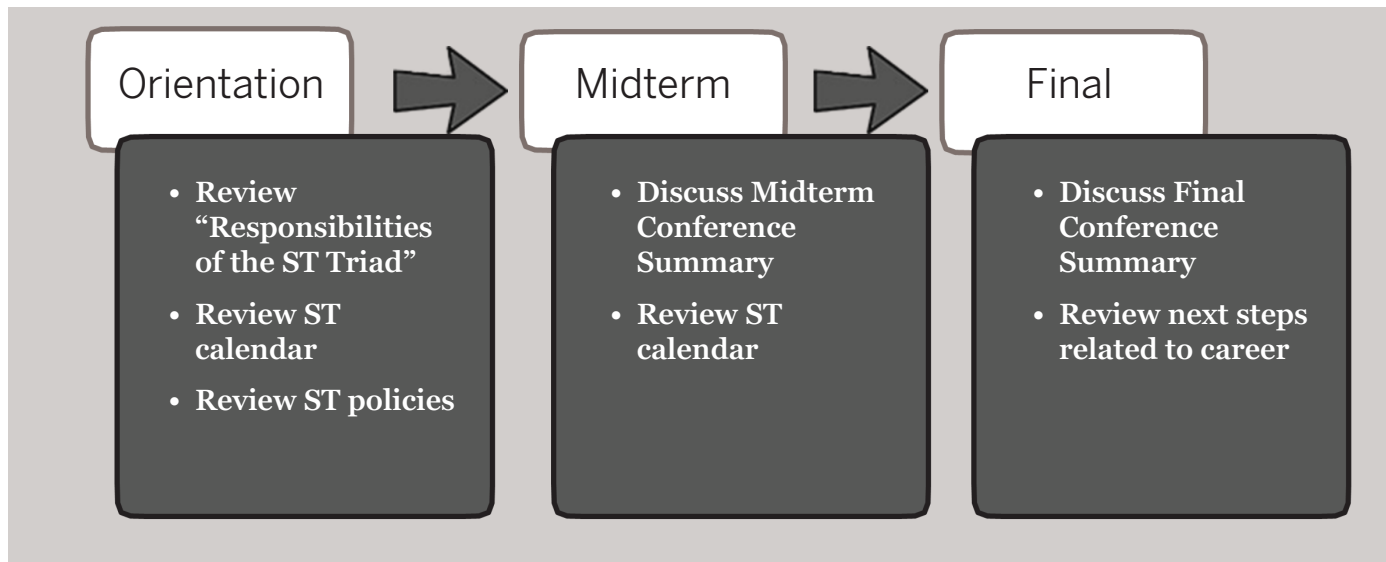 Orientation
• Review
“Responsibilities
of the ST Triad”
• Review ST
calendar
• Review ST policies
Midterm
• Discuss Midterm
Conference
Summary
• Review ST
calendar
Final
• Discuss Final
Conference
Summary
• Review next steps
related to career